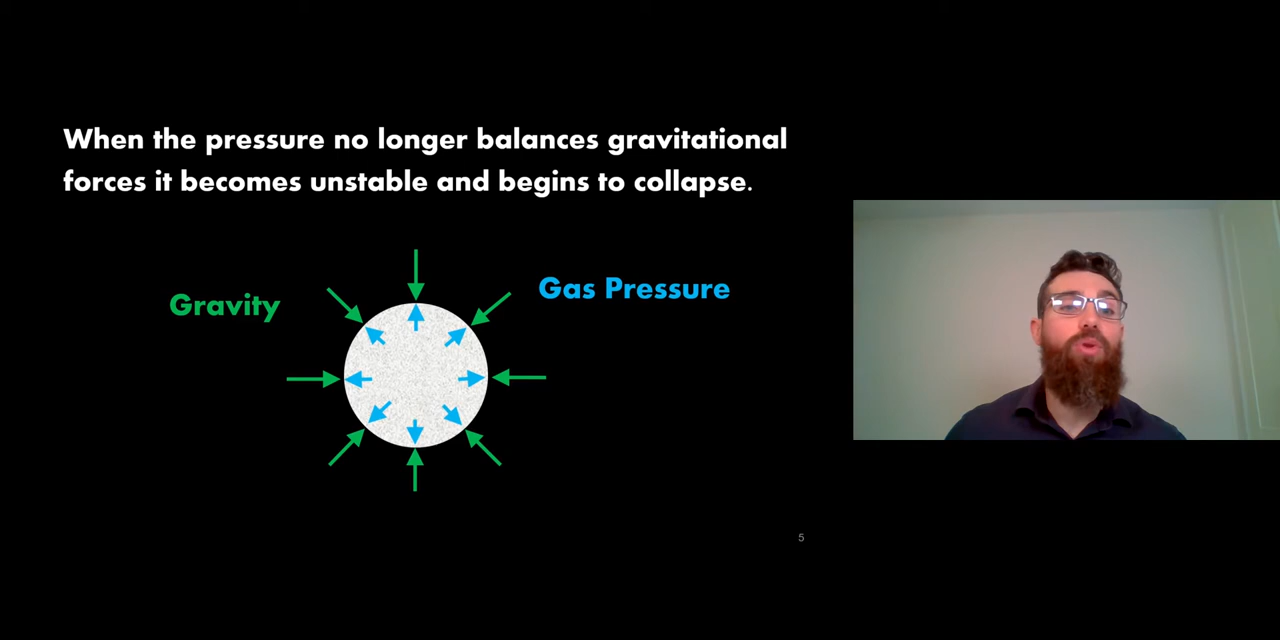 When the pressure no longer balances gravitational
forces it becomes unstable and begins to collapse.
Gas Pressure
Gravity
5